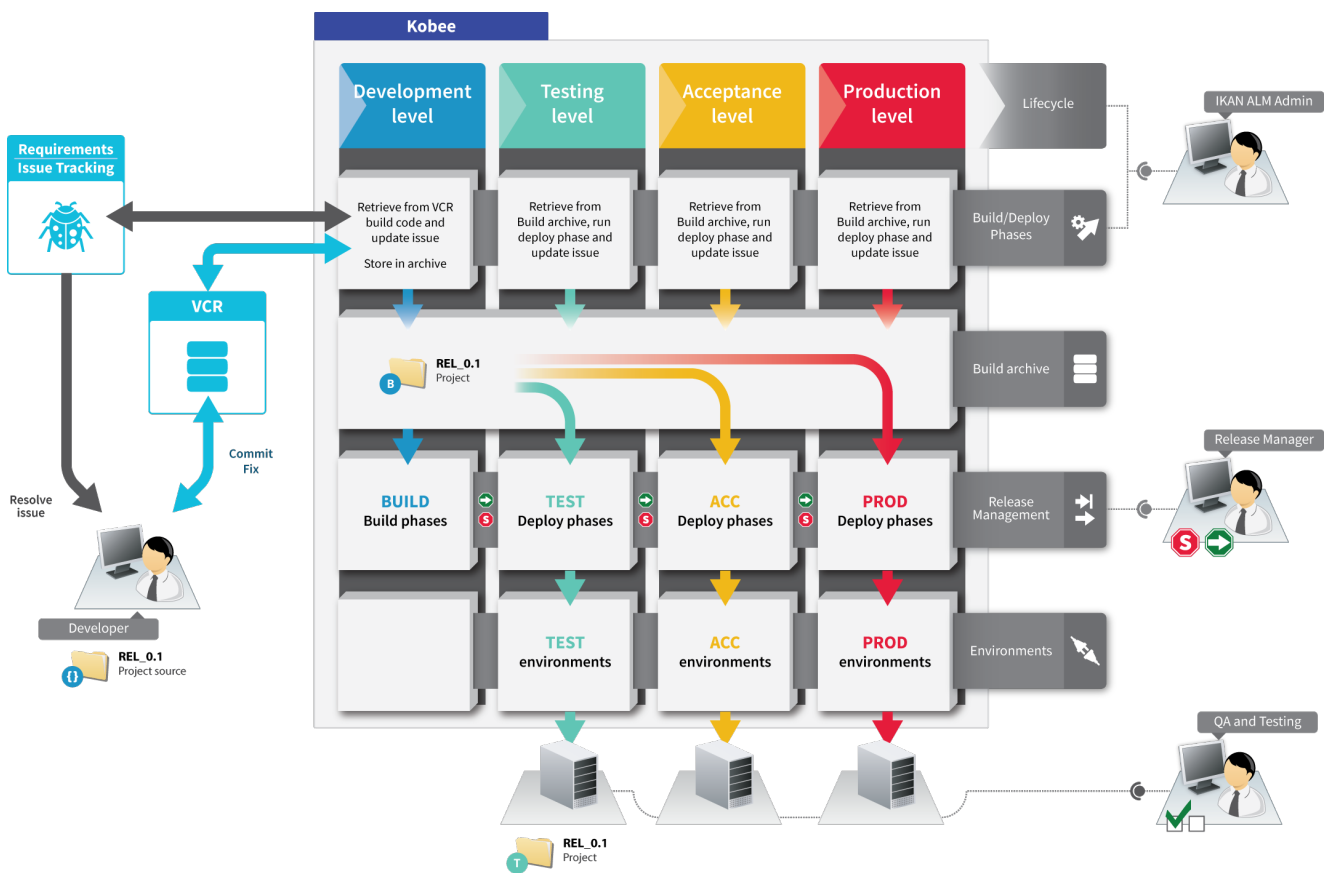 Kobee
Development
level
Testing
level
Acceptance
level
Production
level
Lifecycle
IKAN ALM Admin
Requirements
Issue Tracking
Retrieve from VCR
build code and
update issue
Store in archive
Retrieve from
Build archive, run
deploy phase and
update issue
Retrieve from
Build archive, run
deploy phase and
update issue
Retrieve from
Build archive, run
deploy phase and
update issue
Build/Deploy
Phases
VCR
B
REL_0.1
Project
Build archive
Commit
Fix
Resolve
issue
BUILD
Build phases
S
TEST
Deploy phases
S
ACC
Deploy phases
S
PROD
Deploy phases
Release
Management
Release Manager
S
Developer
{}
REL_0.1
Project source
TEST
environments
ACC
environments
PROD
environments
Environments
QA and Testing
T
REL_0.1
Project